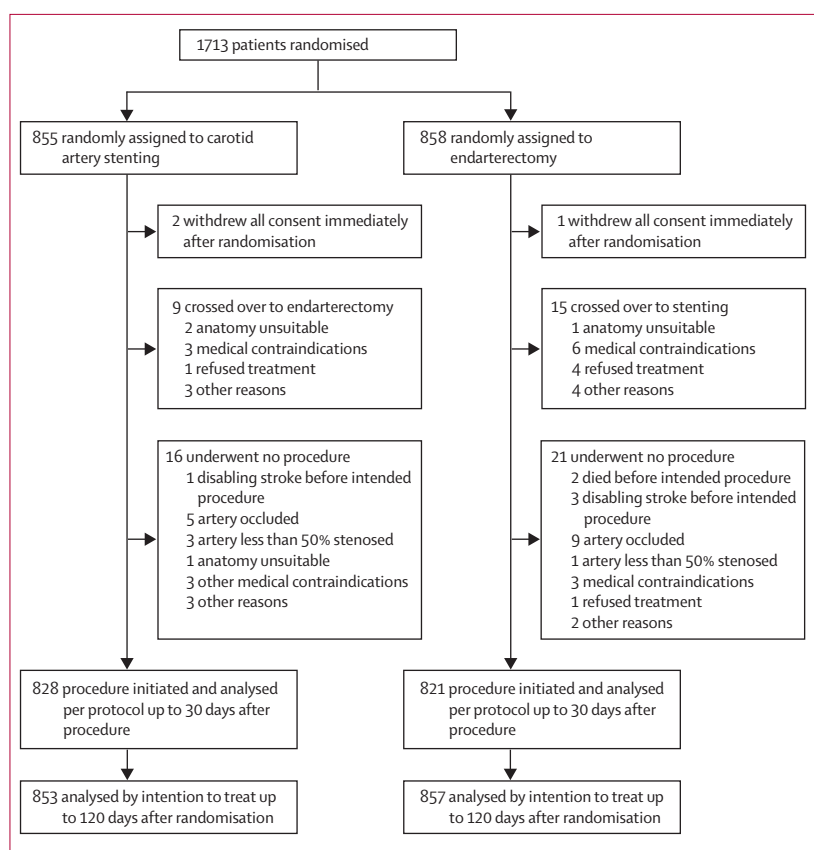 1713 patients randomised
855 randomly assigned to carotid
artery stenting
858 randomly assigned to
endarterectomy
2 withdrew all consent immediately
after randomisation
1 withdrew all consent immediately
after randomisation
9 crossed over to endarterectomy
2 anatomy unsuitable
3 medical contraindications
1 refused treatment
3 other reasons
15 crossed over to stenting
1 anatomy unsuitable
6 medical contraindications
4 refused treatment
4 other reasons
16 underwent no procedure
1 disabling stroke before intended
procedure
5 artery occluded
3 artery less than 50% stenosed
1 anatomy unsuitable
3 other medical contraindications
3 other reasons
21 underwent no procedure
2 died before intended procedure
3 disabling stroke before intended
procedure
9 artery occluded
1 artery less than 50% stenosed
3 medical contraindications
1 refused treatment
2 other reasons
828 procedure initiated and analysed
per protocol up to 30 days after
procedure
821 procedure initiated and analysed
per protocol up to 30 days after
procedure
853 analysed by intention to treat up
to 120 days after randomisation
857 analysed by intention to treat up
to 120 days after randomisation